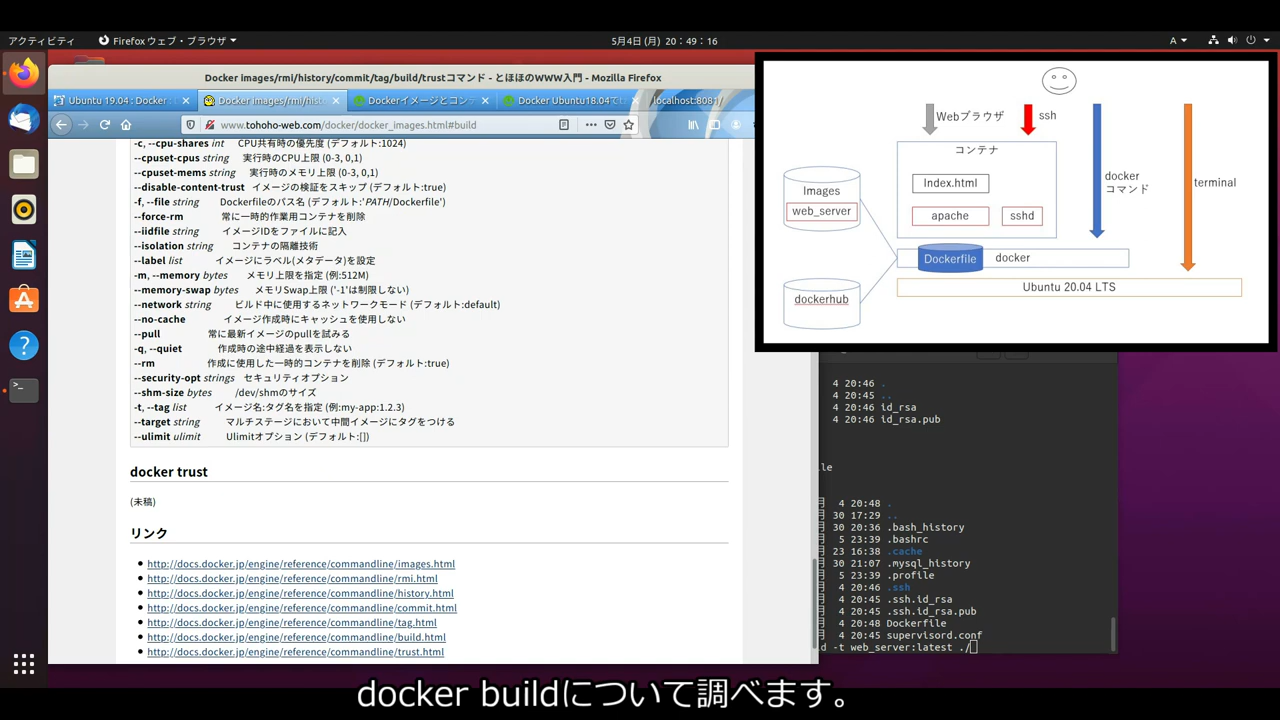 アクティビティ
Firefox ウェブ・ブラウザ
5月4日 (月) 20:49:16
A
Docker images/rmi/history/commit/tag/build/trustコマンド - とほほのWWW入門 - Mozilla Firefox
Ubuntu 19.04 : Docker :
Docker images/rmi/hist
Dockerイメージとコンテ
Docker Ubuntu18.04でt
localhost:8081/
www.tohoho-web.com/docker/docker_images.html#build
-c, --cpu-shares int CPU共有時の優先度 (デフォルト:1024)
--cpuset-cpus string 実行時のCPU上限 (0-3, 0,1)
--cpuset-mems string 実行時のメモリ上限 (0-3, 0,1)
--disable-content-trust イメージの検証をスキップ (デフォルト:true)
-f, --file string Dockerfileのパス名 (デフォルト:'PATH/Dockerfile')
--force-rm 常に一時的作業用コンテナを削除
--iidfile string イメージIDをファイルに記入
--isolation string コンテナの隔離技術
--label list イメージにラベル(メタデータ)を設定
-m, --memory bytes メモリ上限を指定 (例:512M)
--memory-swap bytes メモリSwap上限 ('-1'は制限しない)
--network string ビルド中に使用するネットワークモード (デフォルト:default)
--no-cache イメージ作成時にキャッシュを使用しない
--pull 常に最新イメージのpullを試みる
-q, --quiet 作成時の途中経過を表示しない
--rm 作成に使用した一時的コンテナを削除 (デフォルト:true)
--security-opt strings セキュリティオプション
--shm-size bytes /dev/shmのサイズ
-t, --tag list イメージ名:タグ名を指定 (例:my-app:1.2.3)
--target string マルチステージにおいて中間イメージにタグをつける
--ulimit ulimit Ulimitオプション (デフォルト:[])
docker trust
(未稿)
リンク
http://docs.docker.jp/engine/reference/commandline/images.html
http://docs.docker.jp/engine/reference/commandline/rmi.html
http://docs.docker.jp/engine/reference/commandline/history.html
http://docs.docker.jp/engine/reference/commandline/commit.html
http://docs.docker.jp/engine/reference/commandline/tag.html
http://docs.docker.jp/engine/reference/commandline/build.html
http://docs.docker.jp/engine/reference/commandline/trust.html
Webブラウザ
ssh
コンテナ
Index.html
apache
sshd
docker
コマンド
terminal
Images
web_server
Dockerfile
docker
dockerhub
Ubuntu 20.04 LTS
4 20:46 .
4 20:45 ..
4 20:46 id_rsa
4 20:46 id_rsa.pub
ile
月 4 20:48 .
月 30 17:29 ..
月 30 20:36 .bash_history
月 5 23:39 .bashrc
月 23 16:38 .cache
月 30 21:07 .mysql_history
月 5 23:39 .profile
月 4 20:46 .ssh
月 4 20:45 .ssh.id_rsa
月 4 20:45 .ssh.id_rsa.pub
月 4 20:48 Dockerfile
月 4 20:45 supervisord.conf
ld -t web_server:latest ./
docker buildについて調べます。